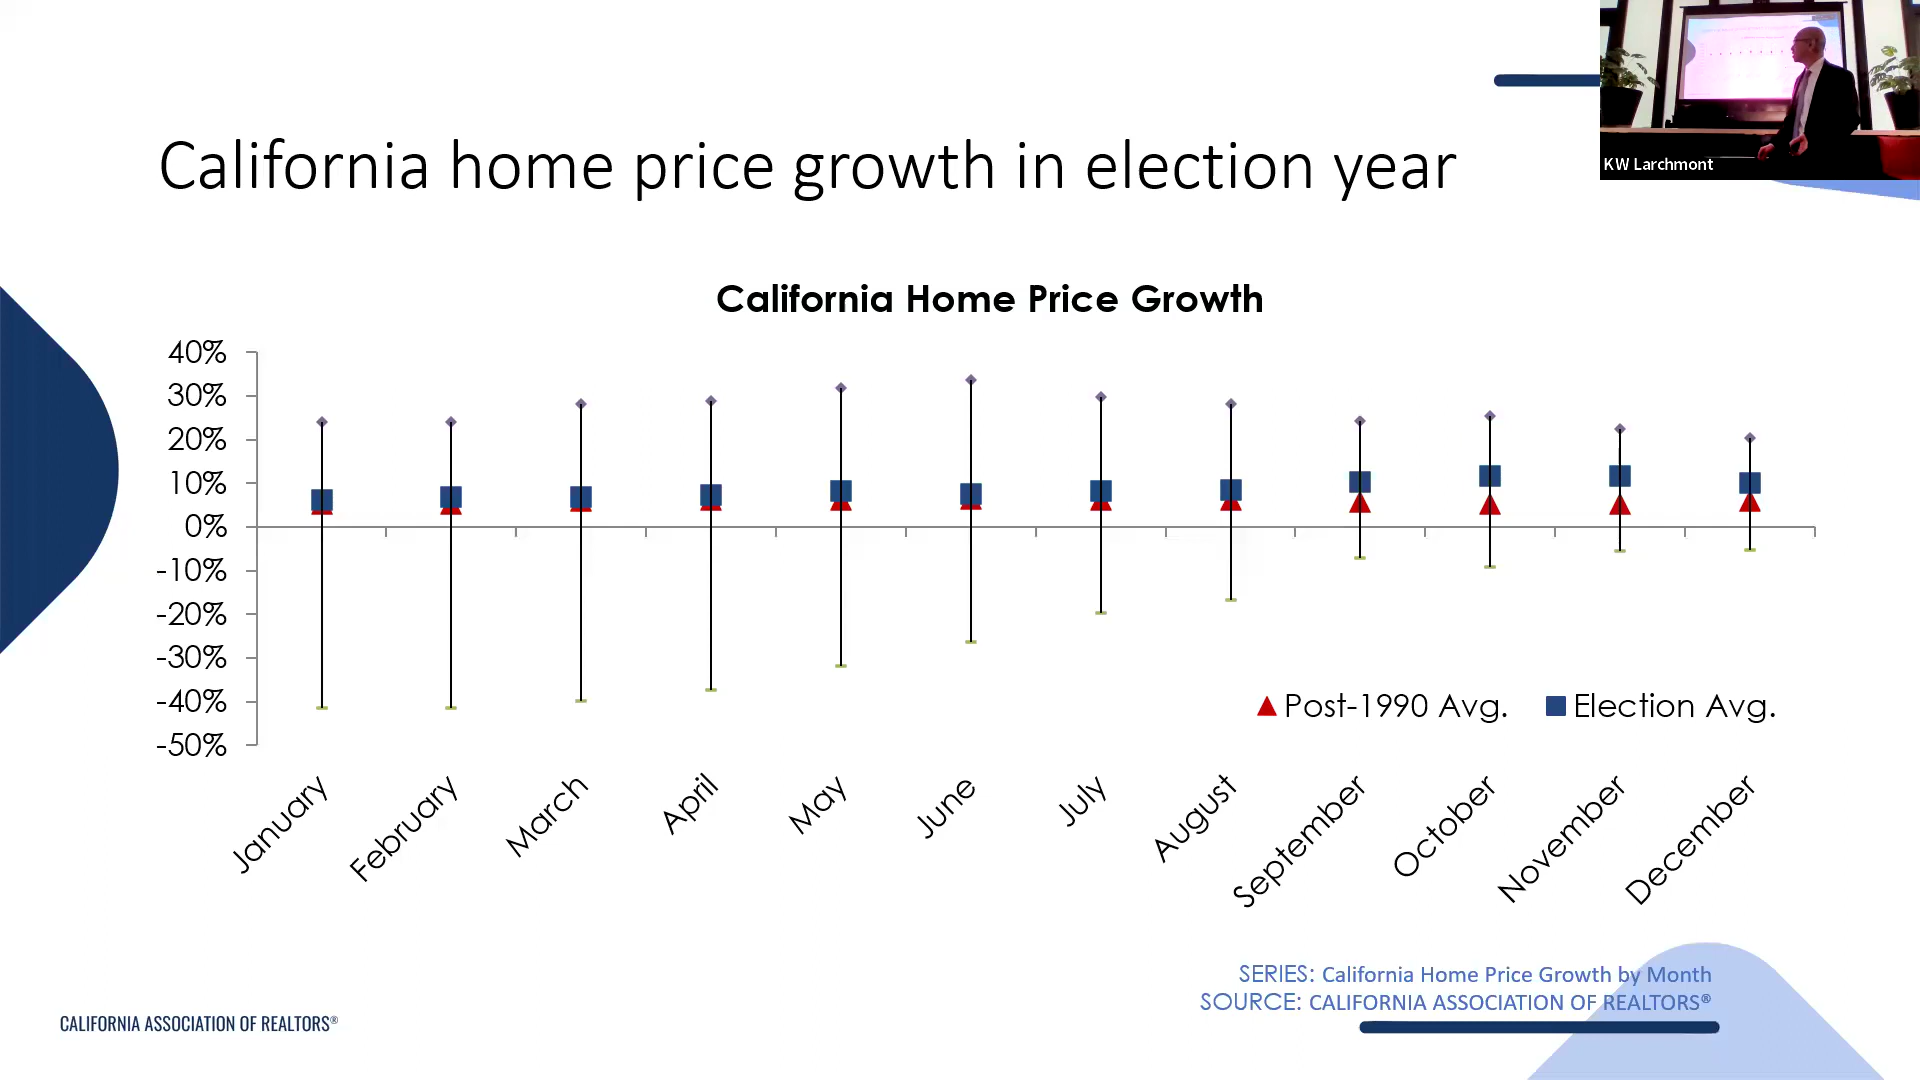 KW Larchmont
California home price growth in election year
California Home Price Growth
40%
30%
20%
10%
0%
-10%
-20%
-30%
-40%
-50%
Post-1990 Avg. Election Avg.
January February March April May June July August September October November December
SERIES: California Home Price Growth by Month
SOURCE: CALIFORNIA ASSOCIATION OF REALTORS®
CALIFORNIA ASSOCIATION OF REALTORS®